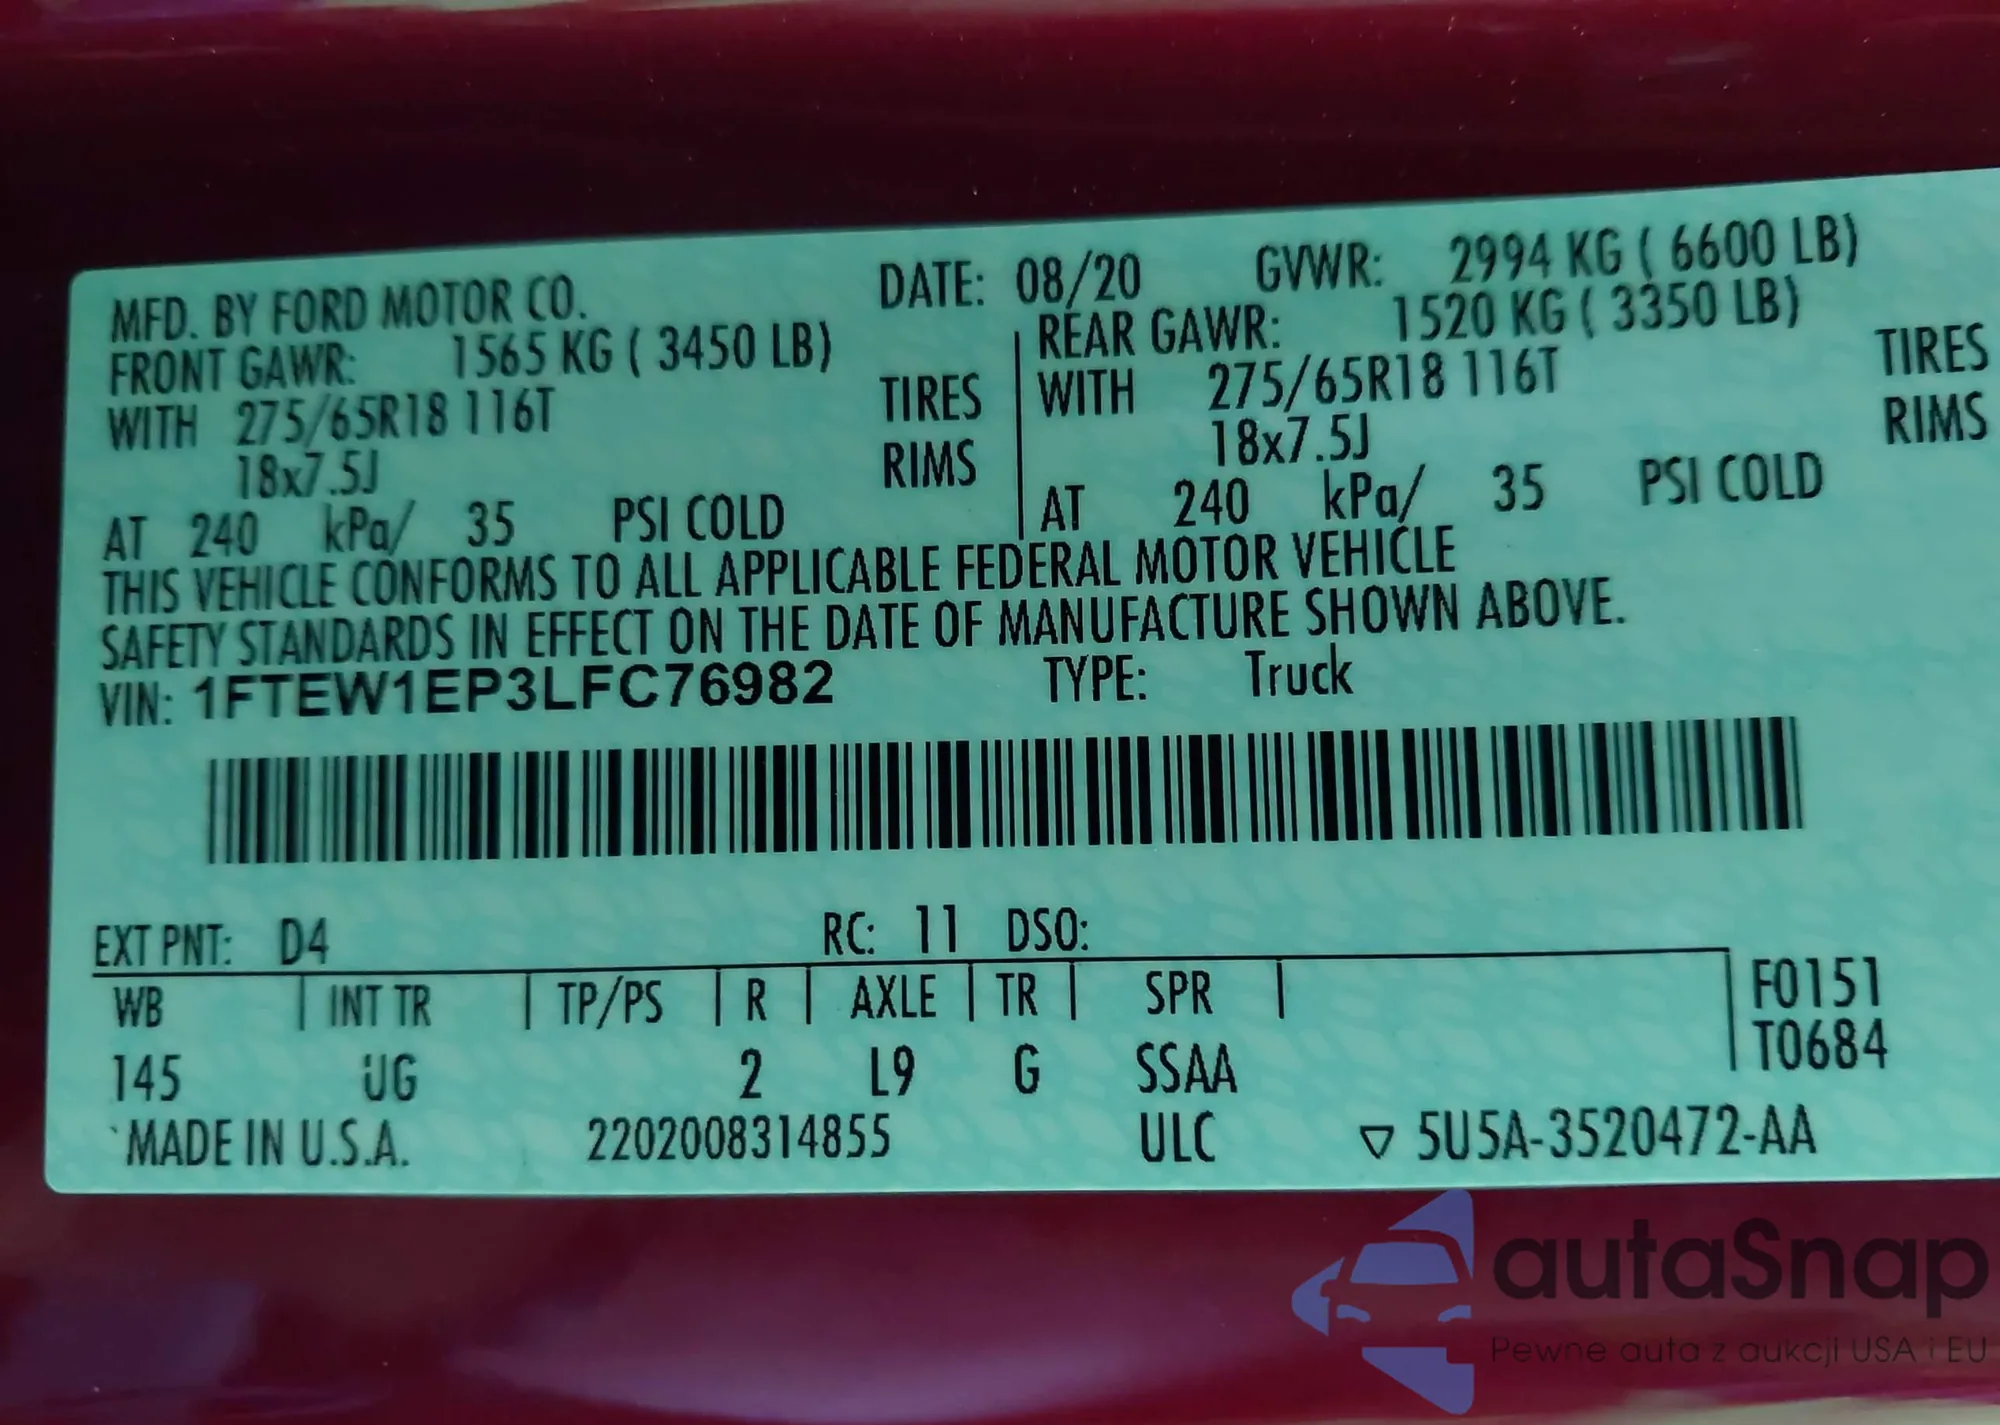 MFD. BY FORD MOTOR CO. DATE: 08/20 GVWR: 2994 KG ( 6600 LB)
FRONT GAWR: 1565 KG ( 3450 LB) REAR GAWR: 1520 KG ( 3350 LB)
WITH 275/65R18 116T TIRES WITH 275/65R18 116T TIRES
18x7.5J RIMS 18x7.5J RIMS
AT 240 kPa/ 35 PSI COLD AT 240 kPa/ 35 PSI COLD
THIS VEHICLE CONFORMS TO ALL APPLICABLE FEDERAL MOTOR VEHICLE
SAFETY STANDARDS IN EFFECT ON THE DATE OF MANUFACTURE SHOWN ABOVE.
VIN: 1FTEW1EP3LFC76982 TYPE: Truck
EXT PNT: D4 RC: 11 DSO:
WB INT TR TP/PS R AXLE TR SPR F0151
T0684
145 UG 2 L9 G SSAA
MADE IN U.S.A. 2202008314855 ULC ▽ 5U5A-3520472-AA
autaSnap
Pewne auta z aukcji USA i EU